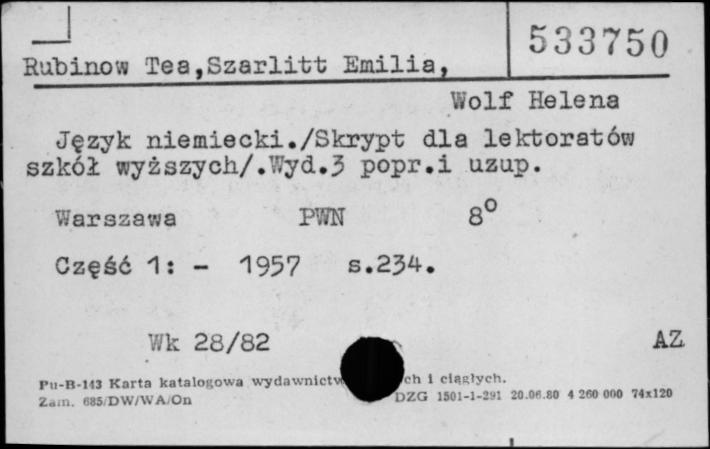 533750
Rubinow Tea,Szarlitt Emilia,
Wolf Helena
Język niemiecki./Skrypt dla lektoratów
szkół wyższych/.Wyd.3 popr.i uzup.
Warszawa PWN 8°
Część 1: - 1957 s.234.
Wk 28/82 AZ
Pu-B-143 Karta katalogowa wydawnictw ch i ciągłych.
Zam. 685/DW/WA/On DZG 1501-1-291 20.06.80 4 260 000 74x120